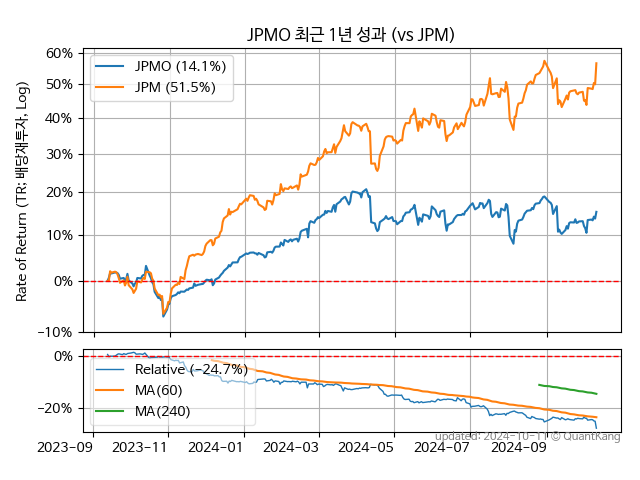 JPMO 최근 1년 성과 (vs JPM)
Rate of Return (TR: 배당재투자, Log)
60%
50%
40%
30%
20%
10%
0%
−10%
JPMO (14.1%)
JPM (51.5%)
0%
−20%
Relative (−24.7%)
MA(60)
MA(240)
2023−09
2023−11
2024−01
2024−03
2024−05
2024−07
2024−09
updated: 2024-10-11 © QuantKang